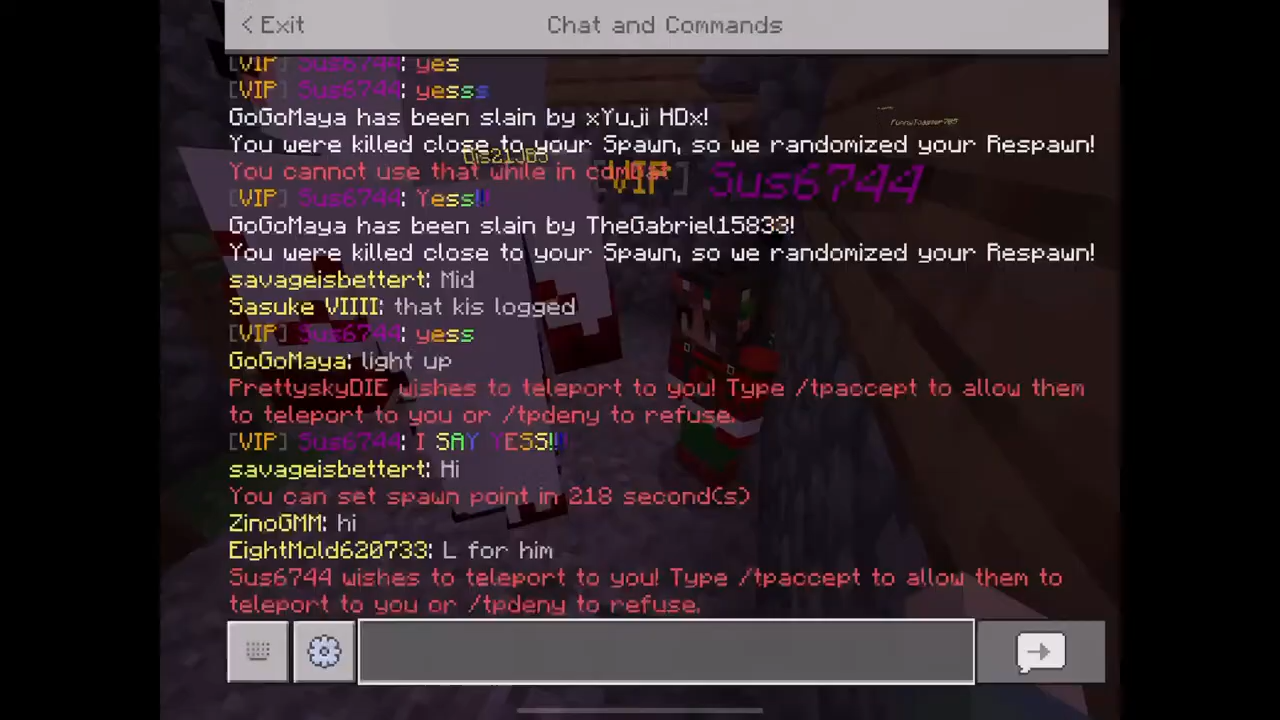 Exit
Chat and Commands
[VIP] Sus6744: yes
[VIP] Sus6744: yesss
GoGoMaya has been slain by xYuji HDx!
FunnyToaster785
You were killed close to your Spawn, so we randomized your Respawn!
You cannot use that while in combat
[VIP] Sus6744
[VIP] Sus6744: Yess!!
GoGoMaya has been slain by TheGabriel15833!
You were killed close to your Spawn, so we randomized your Respawn!
savageisbettert: Mid
Sasuke VIIII: that kis logged
[VIP] Sus6744: yess
GoGoMaya: light up
PrettyskyDIE wishes to teleport to you! Type /tpaccept to allow them
to teleport to you or /tpdeny to refuse.
[VIP] Sus6744: I SAY YESS!!!
savageisbettert: Hi
You can set spawn point in 218 second(s)
ZinoGMM: hi
EightMold620733: L for him
Sus6744 wishes to teleport to you! Type /tpaccept to allow them to
teleport to you or /tpdeny to refuse.